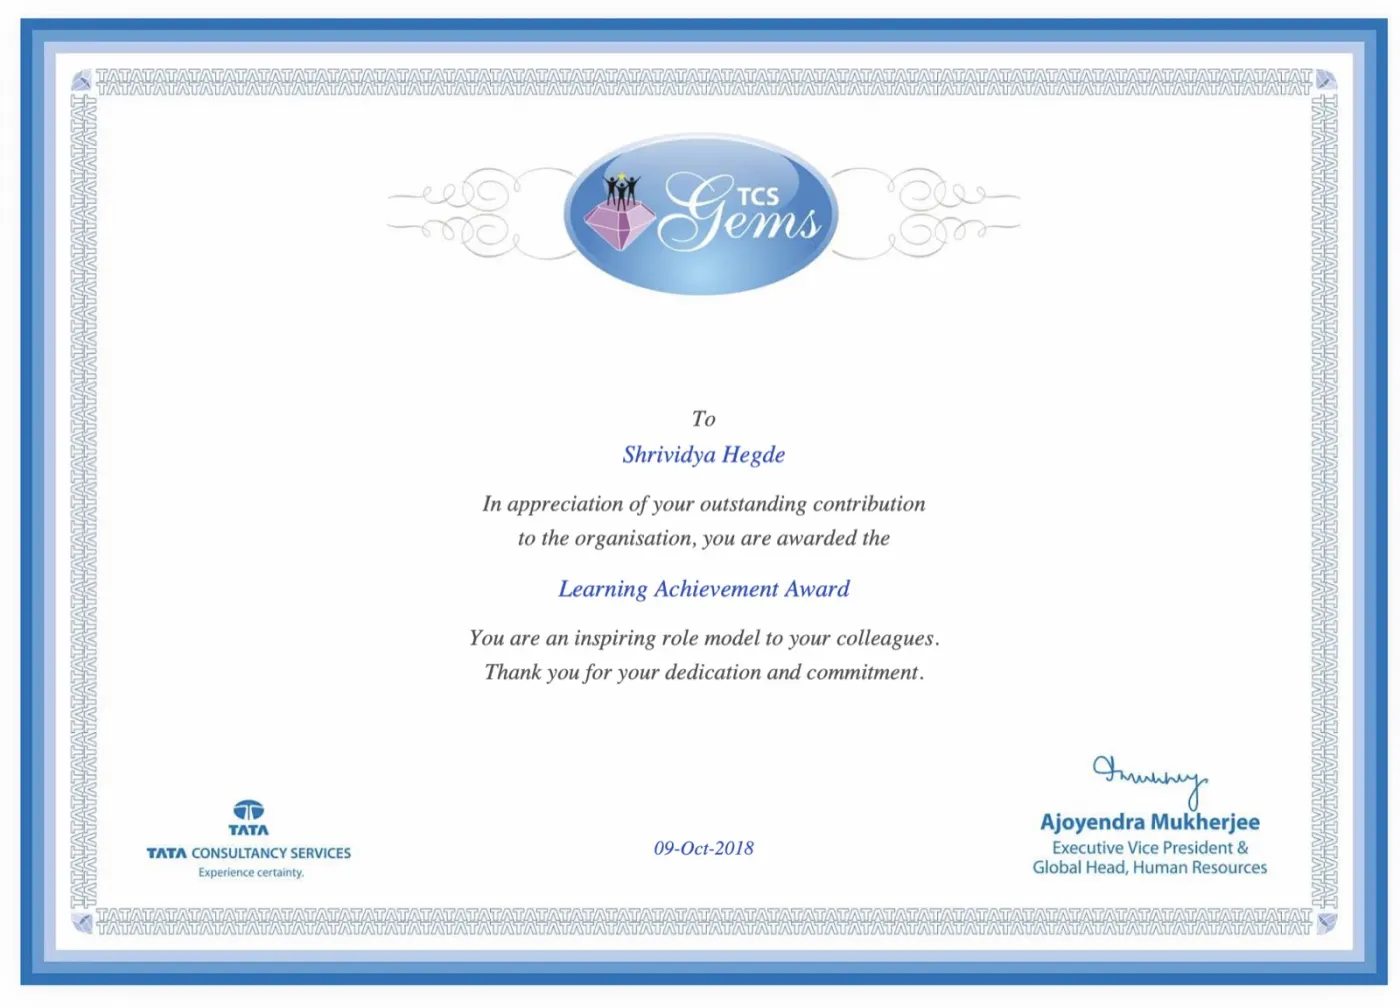 TCS
Gems
To
Shrividya Hegde
In appreciation of your outstanding contribution
to the organisation, you are awarded the
Learning Achievement Award
You are an inspiring role model to your colleagues.
Thank you for your dedication and commitment.
TATA
TATA CONSULTANCY SERVICES
Experience certainty.
09-Oct-2018
Ajoyendra Mukherjee
Executive Vice President &
Global Head, Human Resources